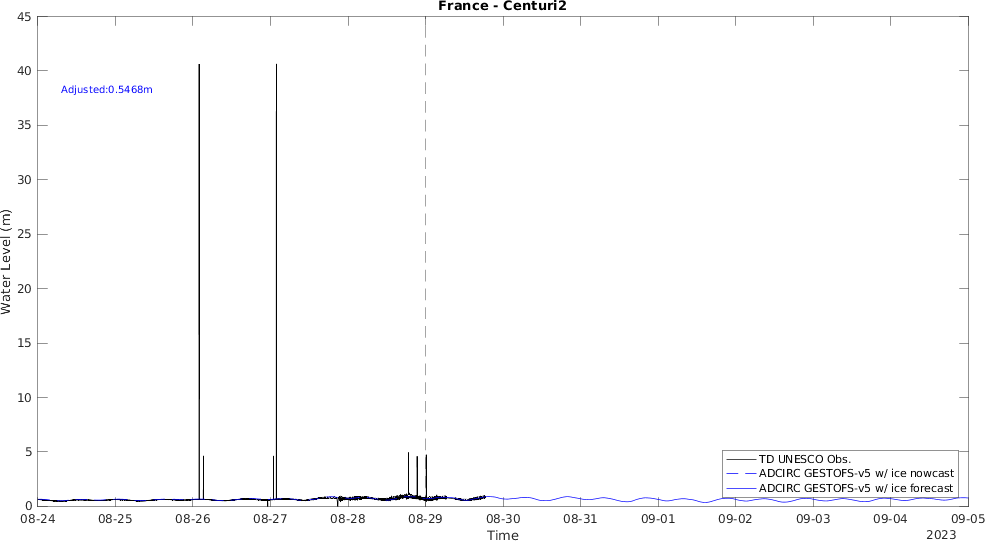 France - Centuri2
45
40
35
30
25
20
15
10
5
0
Water Level (m)
Adjusted:0.5468m
TD UNESCO Obs.
ADCIRC GESTOFS-v5 w/ ice nowcast
ADCIRC GESTOFS-v5 w/ ice forecast
08-24 08-25 08-26 08-27 08-28 08-29 08-30 08-31 09-01 09-02 09-03 09-04 09-05
Time
2023